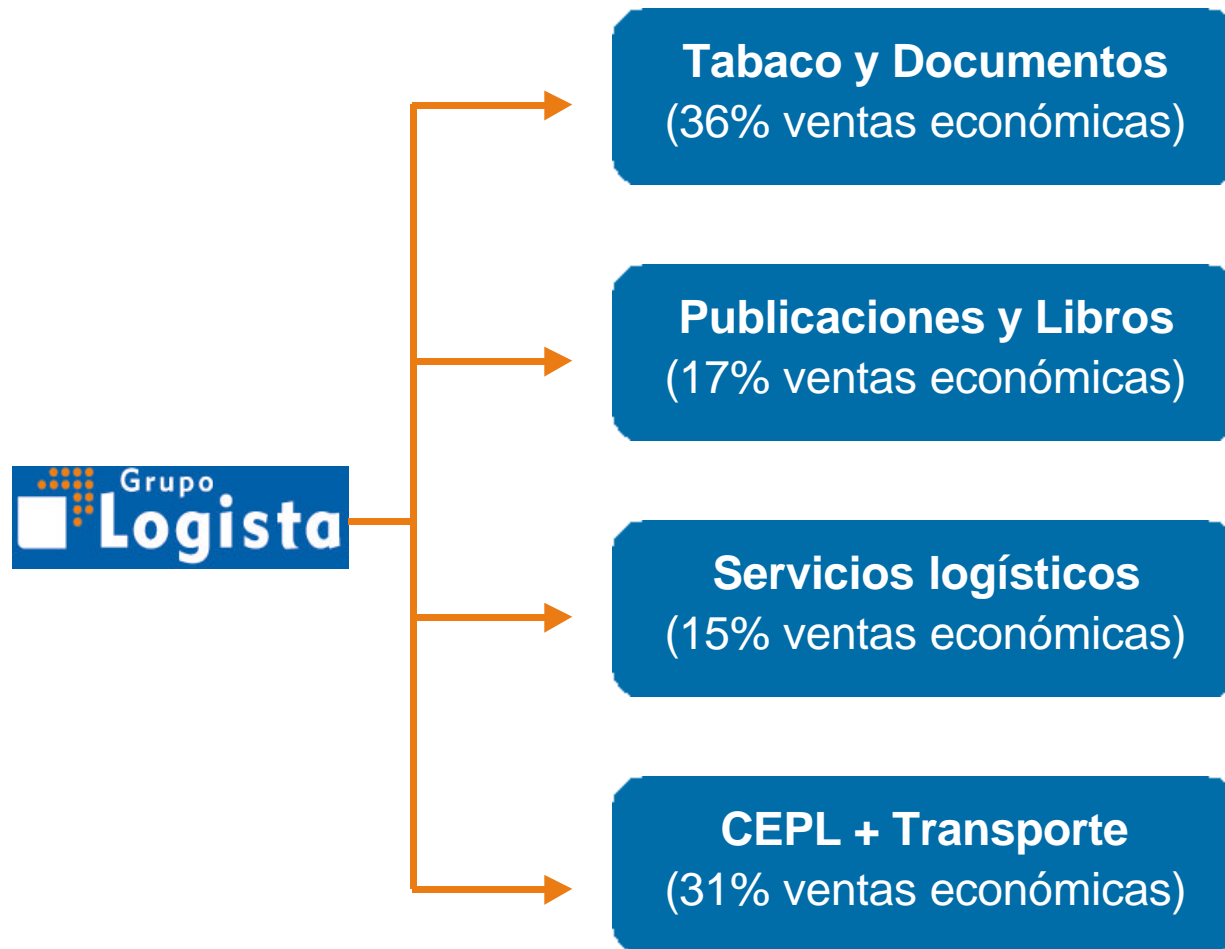 Tabaco y Documentos
(36% ventas económicas)
Publicaciones y Libros
(17% ventas económicas)
Grupo
Logista
Servicios logísticos
(15% ventas económicas)
CEPL + Transporte
(31% ventas económicas)